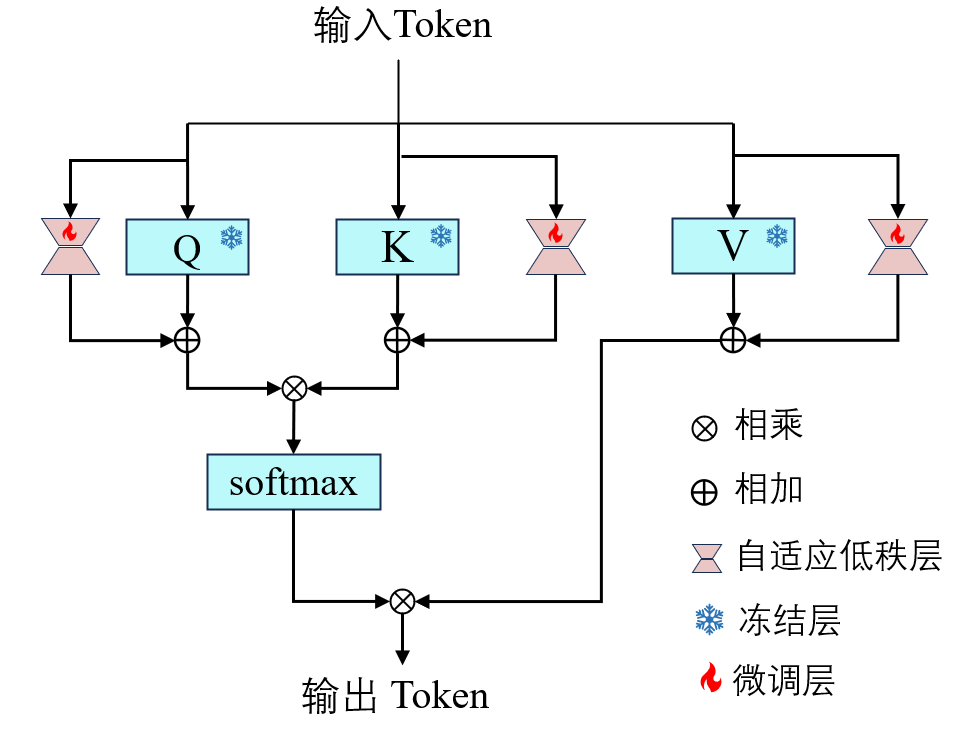 输入Token
Q
K
V
softmax
相乘
相加
自适应低秩层
冻结层
微调层
输出 Token